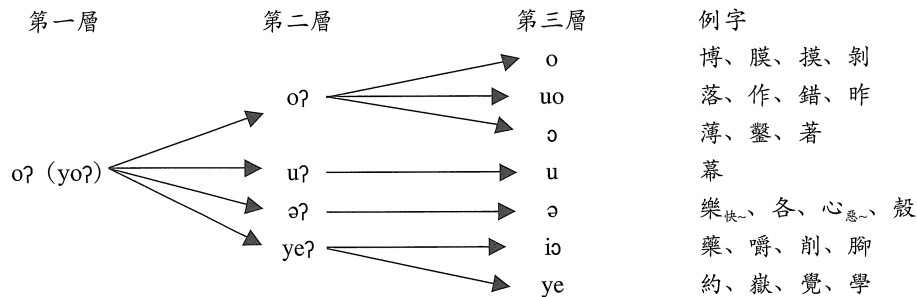 第一層 第二層 第三層 例字
o 博、膜、摸、剝
oʔ uo 落、作、錯、昨
ɔ 薄、鑿、著
oʔ（yoʔ） uʔ u 幕
əʔ ə 樂快~、各、心惡~、殼
yeʔ iɔ 藥、嚼、削、腳
ye 約、嶽、覺、學